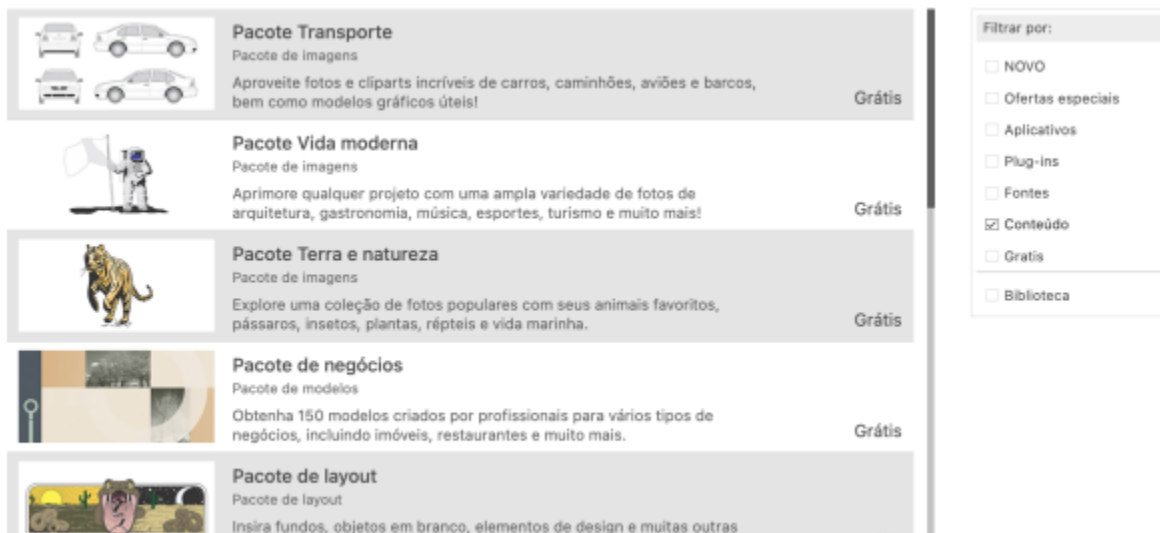 Pacote Transporte
Pacote de imagens
Aproveite fotos e cliparts incríveis de carros, caminhões, aviões e barcos,
bem como modelos gráficos úteis!
Grátis
Pacote Vida moderna
Pacote de imagens
Aprimore qualquer projeto com uma ampla variedade de fotos de
arquitetura, gastronomia, música, esportes, turismo e muito mais!
Grátis
Pacote Terra e natureza
Pacote de imagens
Explore uma coleção de fotos populares com seus animais favoritos,
pássaros, insetos, plantas, répteis e vida marinha.
Grátis
Pacote de negócios
Pacote de modelos
Obtenha 150 modelos criados por profissionais para vários tipos de
negócios, incluindo imóveis, restaurantes e muito mais.
Grátis
Pacote de layout
Pacote de layout
Insira fundos, objetos em branco, elementos de design e muitas outras
Filtrar por:
NOVO
Ofertas especiais
Aplicativos
Plug-ins
Fontes
Conteúdo
Gratis
Biblioteca